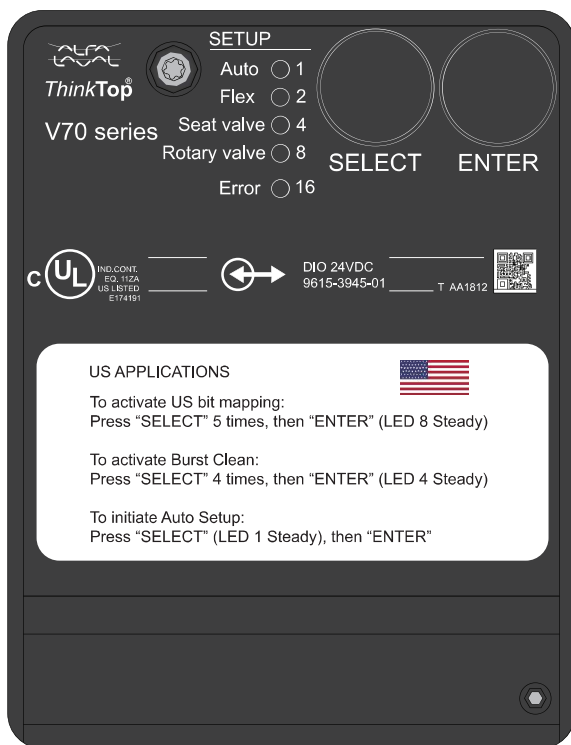 ALFA
LAVAL
ThinkTop®
V70 series
SETUP
Auto 1
Flex 2
Seat valve 4
Rotary valve 8
Error 16
SELECT
ENTER
C UL
IND.CONT.
EQ. 11ZA
US LISTED
E174191
DIO 24VDC
9615-3945-01
T AA1812
US APPLICATIONS
To activate US bit mapping:
Press “SELECT” 5 times, then “ENTER” (LED 8 Steady)
To activate Burst Clean:
Press “SELECT” 4 times, then “ENTER” (LED 4 Steady)
To initiate Auto Setup:
Press “SELECT” (LED 1 Steady), then “ENTER”